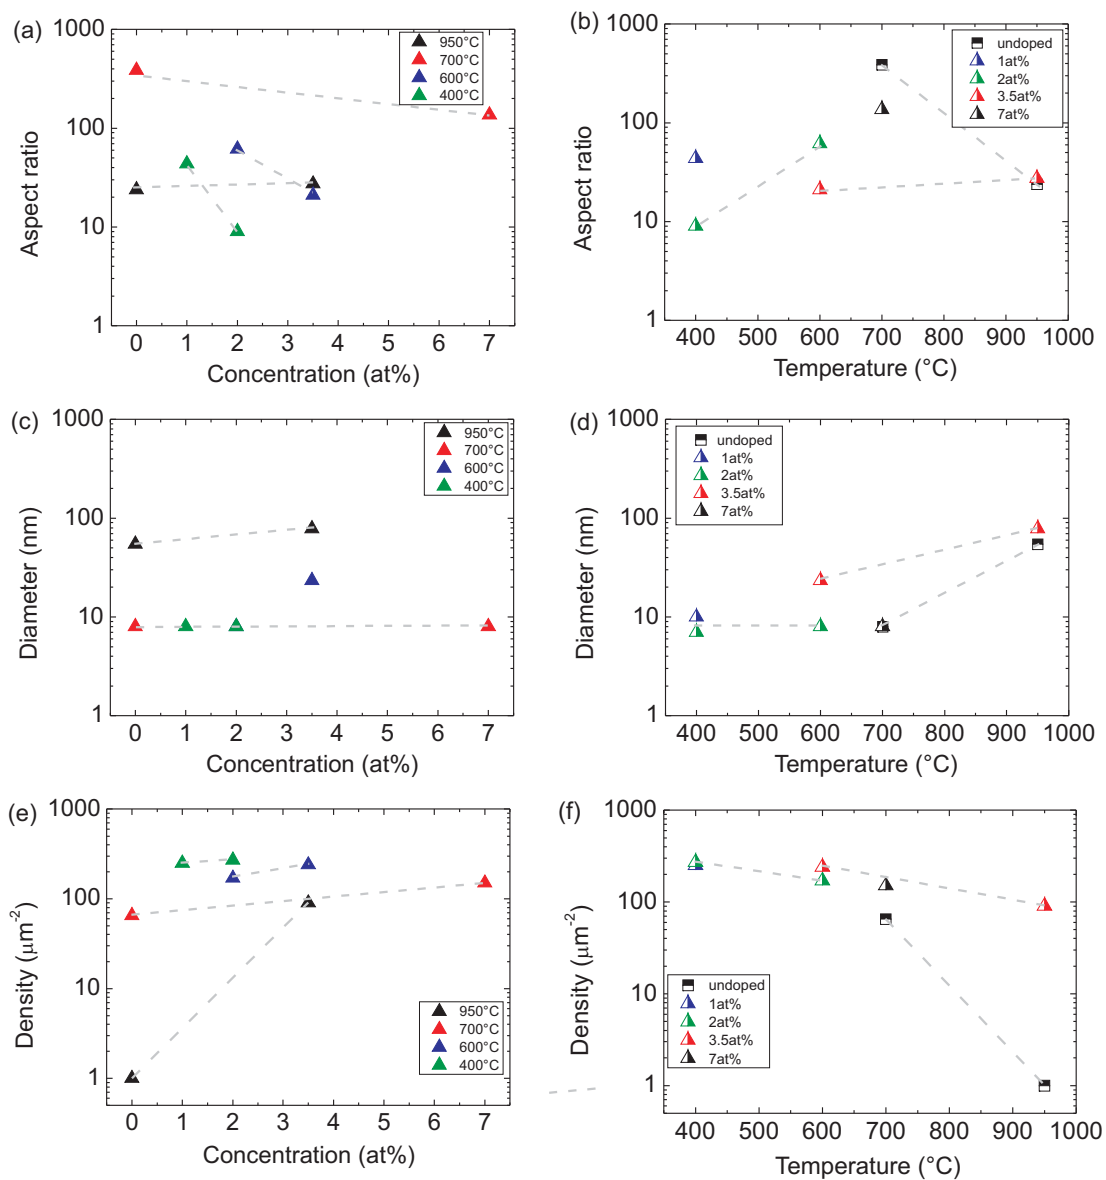 (a)
1000
100
10
1
Aspect ratio
950°C
700°C
600°C
400°C
0 1 2 3 4 5 6 7
Concentration (at%)
(b)
1000
100
10
1
Aspect ratio
undoped
1at%
2at%
3.5at%
7at%
400 500 600 700 800 900 1000
Temperature (°C)
(c)
1000
100
10
1
Diameter (nm)
950°C
700°C
600°C
400°C
0 1 2 3 4 5 6 7
Concentration (at%)
(d)
1000
100
10
1
Diameter (nm)
undoped
1at%
2at%
3.5at%
7at%
400 500 600 700 800 900 1000
Temperature (°C)
(e)
1000
100
10
1
Density (μm⁻²)
950°C
700°C
600°C
400°C
0 1 2 3 4 5 6 7
Concentration (at%)
(f)
1000
100
10
1
Density (μm⁻²)
undoped
1at%
2at%
3.5at%
7at%
400 500 600 700 800 900 1000
Temperature (°C)